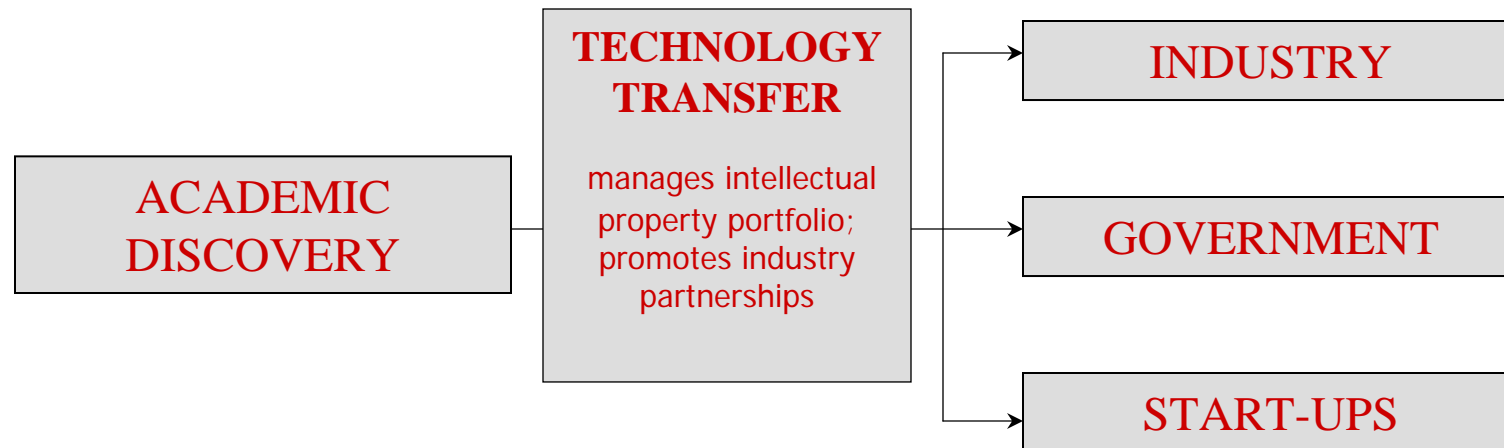 ACADEMIC
DISCOVERY
TECHNOLOGY
TRANSFER
manages intellectual
property portfolio;
promotes industry
partnerships
INDUSTRY
GOVERNMENT
START-UPS